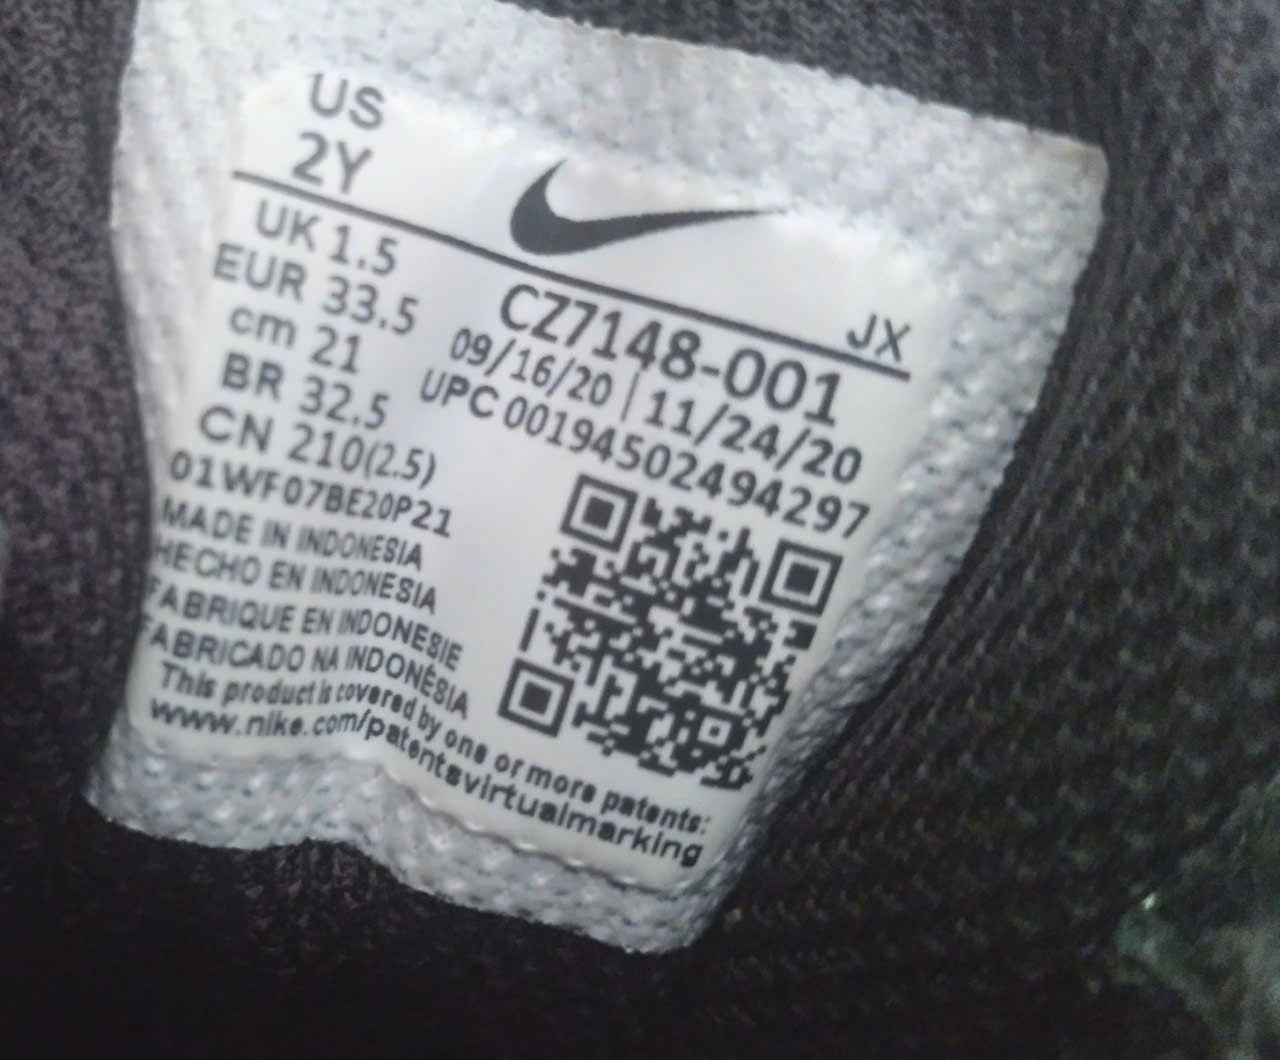 US
2Y
UK 1.5
EUR 33.5
cm 21
BR 32.5
CN 210(2.5)
JX
CZ7148-001
09/16/20 | 11/24/20
UPC 00194502494297
01WF07BE20P21
MADE IN INDONESIA
HECHO EN INDONESIA
FABRIQUE EN INDONESIE
FABRICADO NA INDONÉSIA
This product is covered by one or more patents:
www.nike.com/patentsvirtualmarking